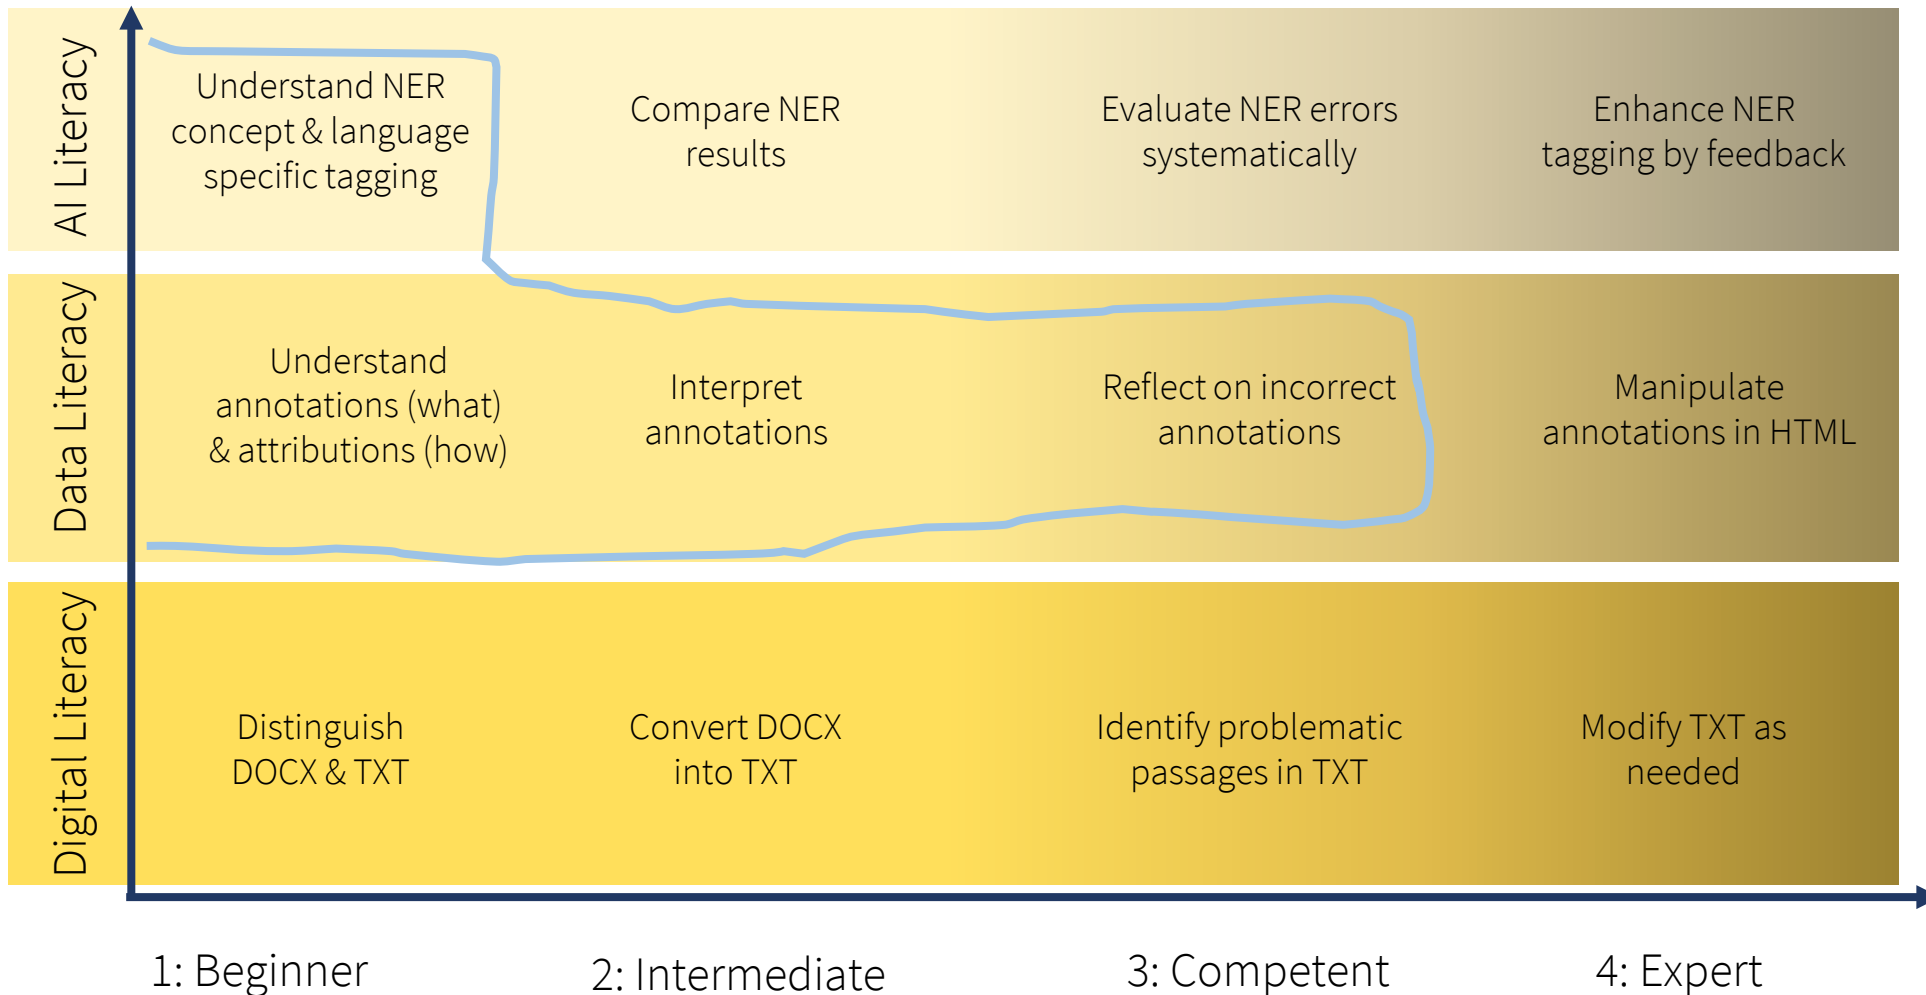 AI Literacy
Understand NER
concept & language
specific tagging
Compare NER
results
Evaluate NER errors
systematically
Enhance NER
tagging by feedback
Data Literacy
Understand
annotations (what)
& attributions (how)
Interpret
annotations
Reflect on incorrect
annotations
Manipulate
annotations in HTML
Digital Literacy
Distinguish
DOCX & TXT
Convert DOCX
into TXT
Identify problematic
passages in TXT
Modify TXT as
needed
1: Beginner
2: Intermediate
3: Competent
4: Expert